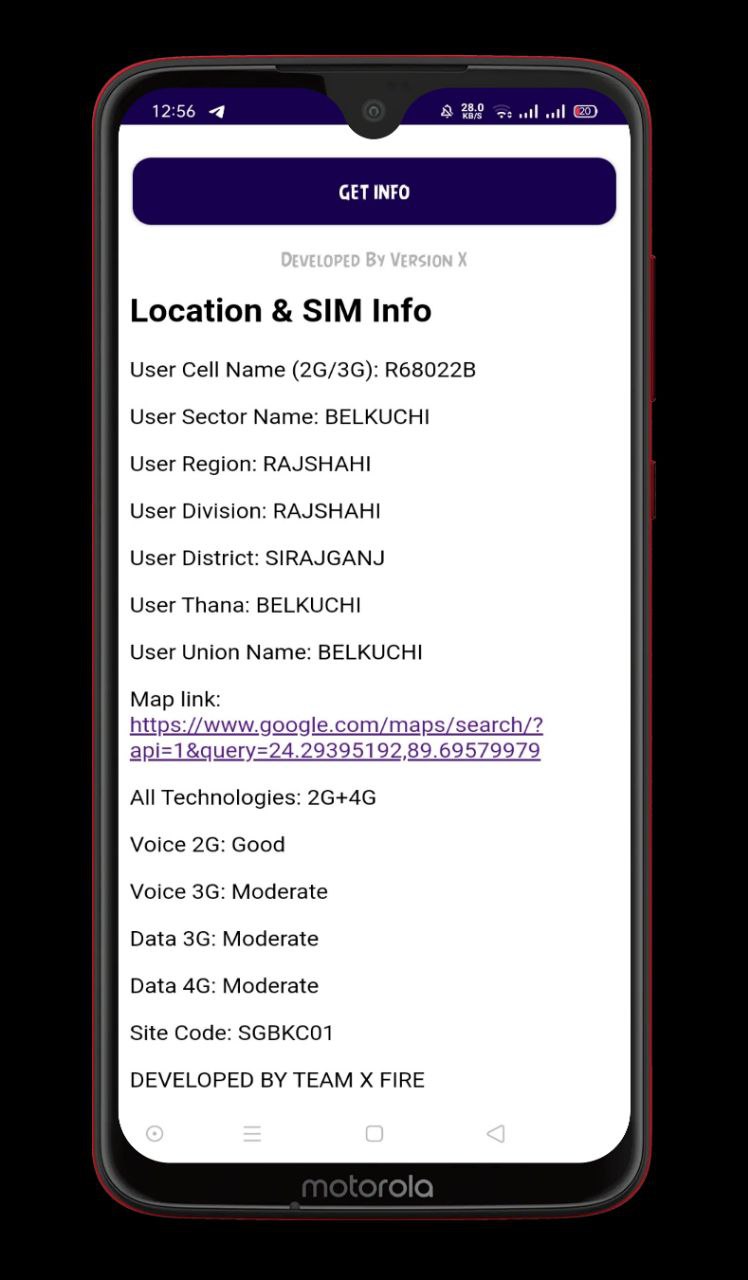 12:56
28.0
KB/S
20
GET INFO
DEVELOPED BY VERSION X
Location & SIM Info
User Cell Name (2G/3G): R68022B
User Sector Name: BELKUCHI
User Region: RAJSHAHI
User Division: RAJSHAHI
User District: SIRAJGANJ
User Thana: BELKUCHI
User Union Name: BELKUCHI
Map link:
https://www.google.com/maps/search/?
api=1&query=24.29395192,89.69579979
All Technologies: 2G+4G
Voice 2G: Good
Voice 3G: Moderate
Data 3G: Moderate
Data 4G: Moderate
Site Code: SGBKC01
DEVELOPED BY TEAM X FIRE
motorola